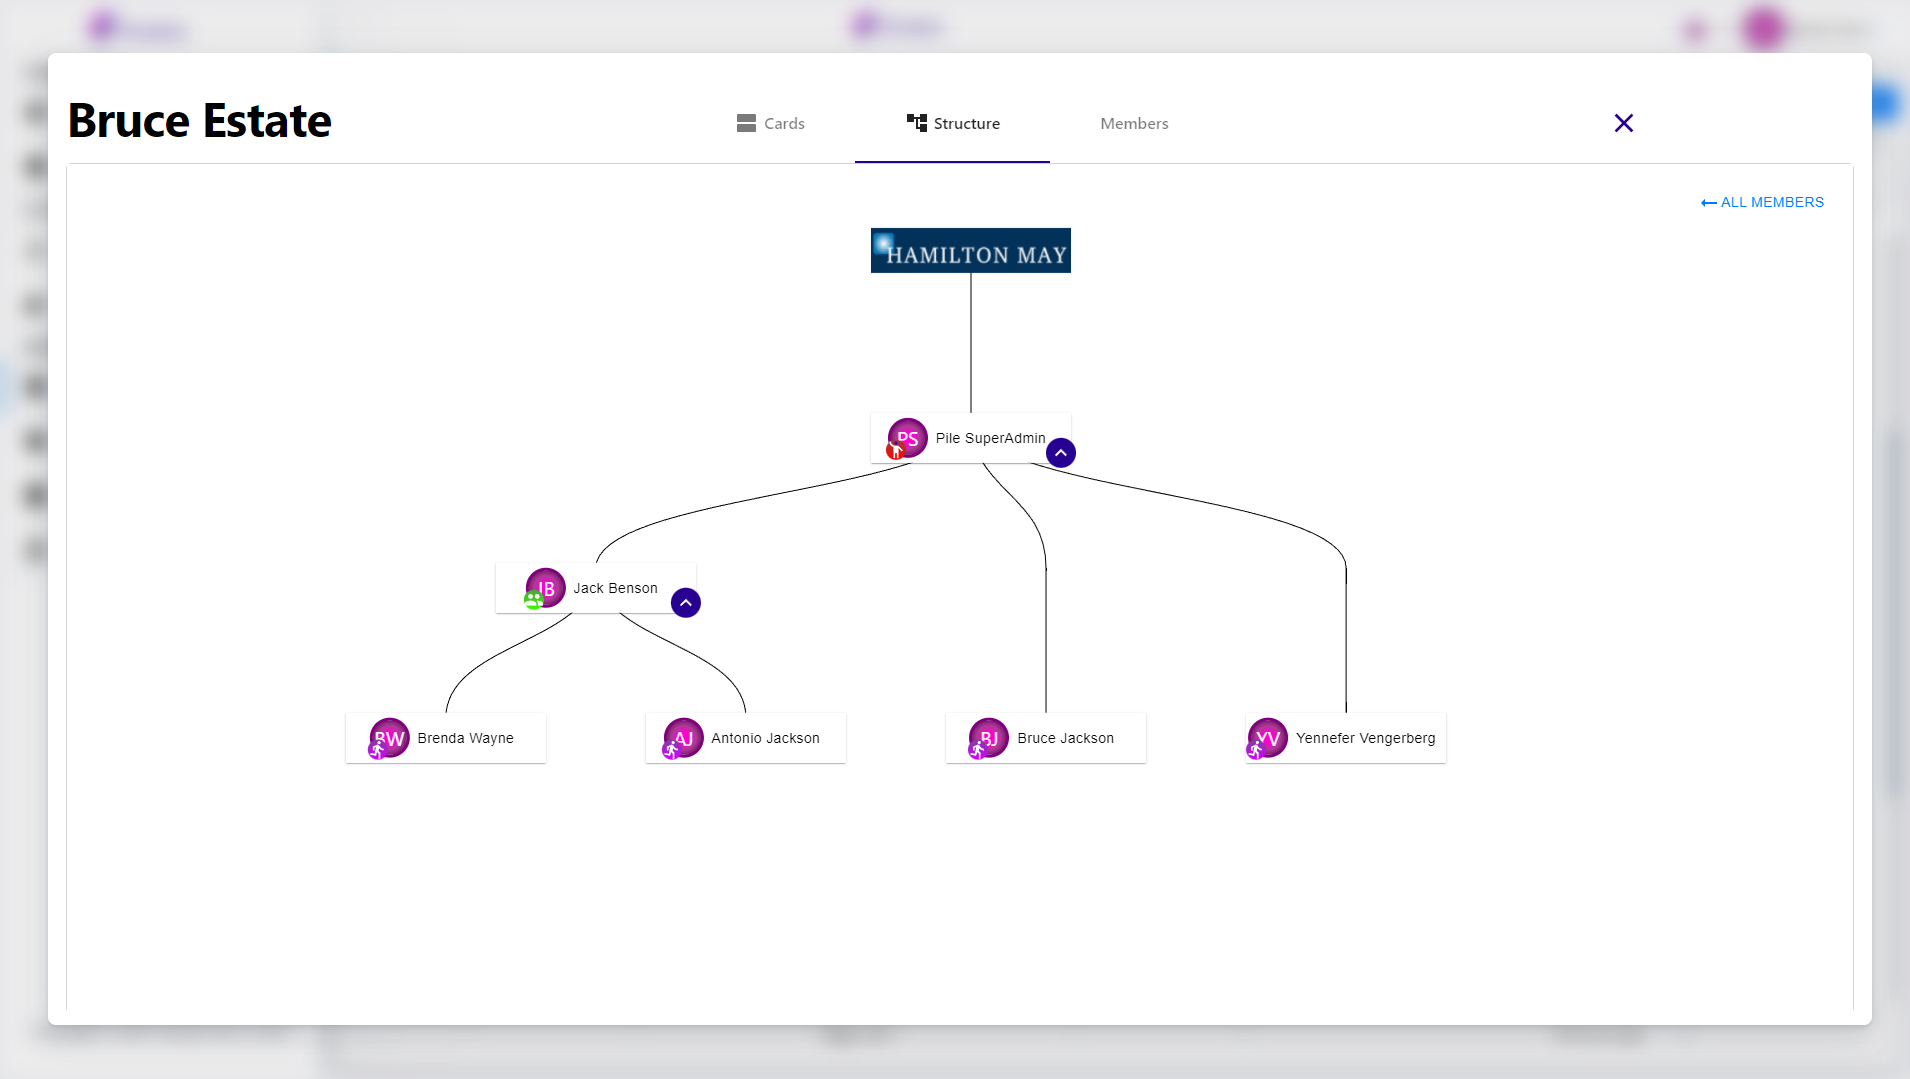 Bruce Estate
Cards
Structure
Members
ALL MEMBERS
HAMILTON MAY
PS Pile SuperAdmin
JB Jack Benson
BW Brenda Wayne
AJ Antonio Jackson
BJ Bruce Jackson
YV Yennefer Vengerberg